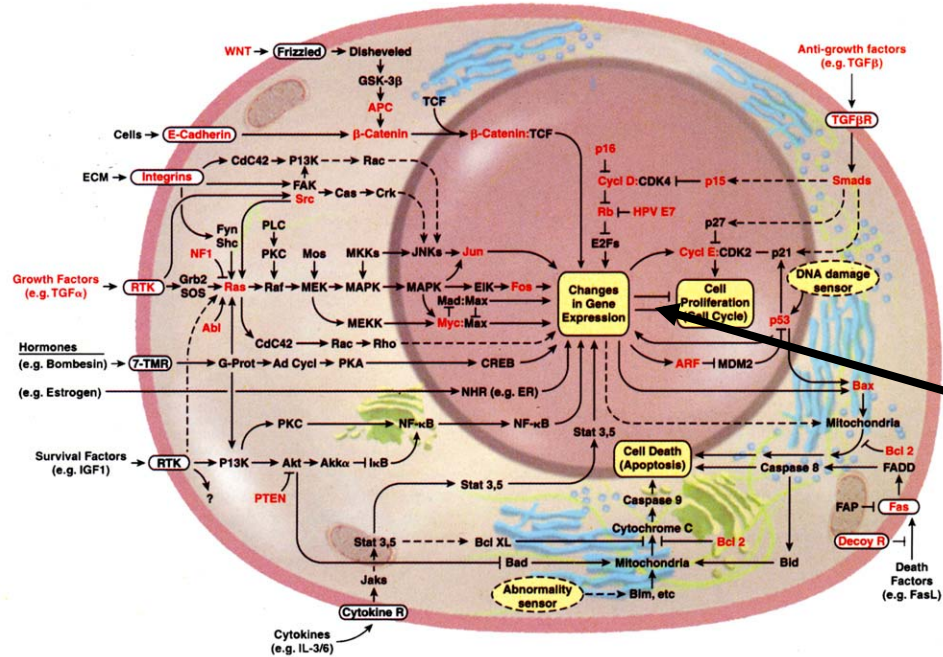 WNT Frizzled Disheveled
GSK-3β
APC
TCF
Cells E-Cadherin β-Catenin β-Catenin:TCF
Anti-growth factors
(e.g. TGFβ)
TGFβR
ECM Integrins CdC42 P13K Rac
FAK
Src Cas Crk
p16
Cycl D:CDK4 p15 Smads
Rb HPV E7
E2Fs
p27
Cycl E:CDK2 p21
DNA damage
sensor
Fyn
Shc
PLC
PKC Mos MKKs JNKs Jun
NF1
Growth Factors
(e.g. TGFα)
RTK Grb2
SOS
Ras Raf MEK MAPK MAPK ElK Fos
Mad:Max
Abl MEKK Myc:Max
CdC42 Rac Rho
Changes
in Gene
Expression
Cell
Proliferation
(Cell Cycle)
p53
Hormones
(e.g. Bombesin) 7-TMR G-Prot Ad Cycl PKA CREB
ARF MDM2
(e.g. Estrogen) NHR (e.g. ER)
Bax
PKC NF-κB NF-κB
Stat 3,5
Mitochondria
Survival Factors
(e.g. IGF1)
RTK P13K Akt Akkα IκB
?
PTEN
Cell Death
(Apoptosis)
Bcl 2
Caspase 8 FADD
Stat 3,5
Caspase 9
FAP Fas
Cytochrome C
Stat 3,5 Bcl XL Bcl 2 Decoy R
Bad Mitochondria Bid
Jaks
Death
Factors
(e.g. FasL)
Abnormality
sensor
Bim, etc
Cytokine R
Cytokines
(e.g. IL-3/6)